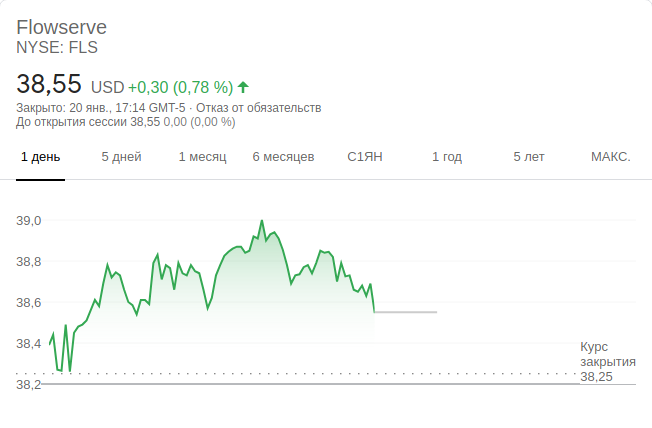 Flowserve
NYSE: FLS
38,55 USD +0,30 (0,78 %)
Закрыто: 20 янв., 17:14 GMT-5 · Отказ от обязательств
До открытия сессии 38,55 0,00 (0,00 %)
1 день 5 дней 1 месяц 6 месяцев С1ЯН 1 год 5 лет МАКС.
39,0
38,8
38,6
38,4
38,2
Курс
закрытия
38,25